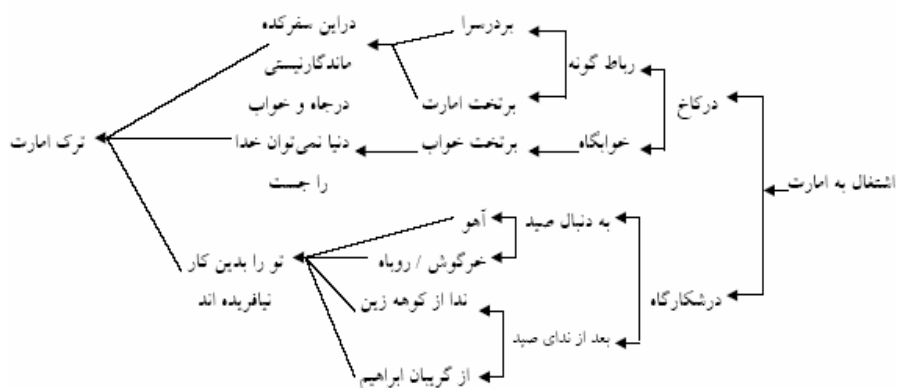 اشتغال به امارت
درکاخ
درشکارگاه
رباط گونه
خوابگاه
به دنبال صید
بعد از ندای صید
بردرسرا
برتخت امارت
برتخت خواب
آهو
خرگوش / روباه
ندا از کوهه زین
از گریبان ابراهیم
دراین سفرکده
ماندگارنیستی
درجاه و خواب
دنیا نمی‌توان خدا
را جست
تو را بدین کار
نیافریده اند
ترک امارت